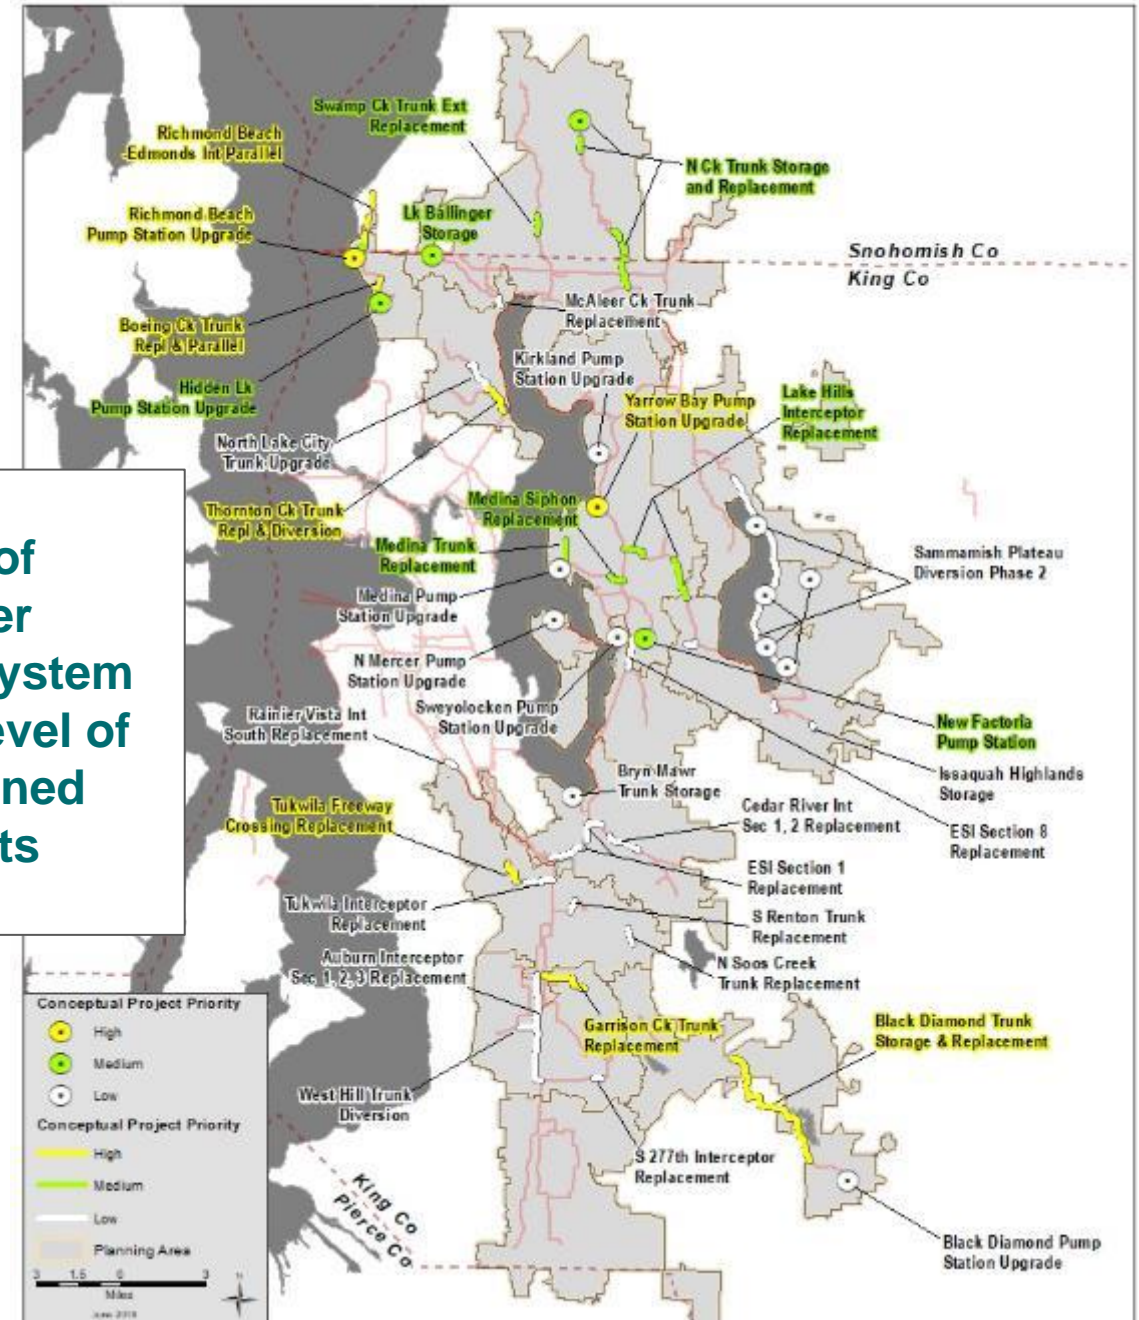 Swamp Ck Trunk Ext
Replacement
Richmond Beach
-Edmonds Int Parallel
N Ck Trunk Storage
and Replacement
Richmond Beach
Pump Station Upgrade
Lk Ballinger
Storage
Snohomish Co
King Co
McAleer Ck Trunk
Replacement
Boeing Ck Trunk
Repl & Parallel
Kirkland Pump
Station Upgrade
Hidden Lk
Pump Station Upgrade
Yarrow Bay Pump
Station Upgrade
Lake Hills
Interceptor
Replacement
North Lake City
Trunk Upgrade
Thornton Ck Trunk
Repl & Diversion
Medina Siphon
Replacement
Medina Trunk
Replacement
Sammamish Plateau
Diversion Phase 2
Medina Pump
Station Upgrade
N Mercer Pump
Station Upgrade
Sweyolocken Pump
Station Upgrade
Rainier Vista Int
South Replacement
New Factoria
Pump Station
Issaquah Highlands
Storage
Bryn Mawr
Trunk Storage
Tukwila Freeway
Crossing Replacement
Cedar River Int
Sec 1, 2 Replacement
ESI Section 8
Replacement
ESI Section 1
Replacement
Tukwila Interceptor
Replacement
S Renton Trunk
Replacement
Auburn Interceptor
Sec 1, 2, 3 Replacement
N Soos Creek
Trunk Replacement
Garrison Ck Trunk
Replacement
Black Diamond Trunk
Storage & Replacement
West Hill Trunk
Diversion
S 277th Interceptor
Replacement
King Co
Pierce Co
Black Diamond Pump
Station Upgrade
of
er
ystem
evel of
ned
ts
Conceptual Project Priority
High
Medium
Low
Conceptual Project Priority
High
Medium
Low
Planning Area
3 1.5 0 3
Miles
N